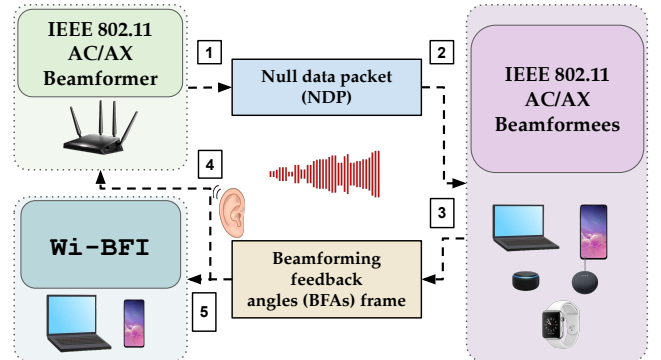 IEEE 802.11
AC/AX
Beamformer
1
Null data packet
(NDP)
2
IEEE 802.11
AC/AX
Beamformees
4
3
Wi-BFI
Beamforming
feedback
angles (BFAs) frame
5